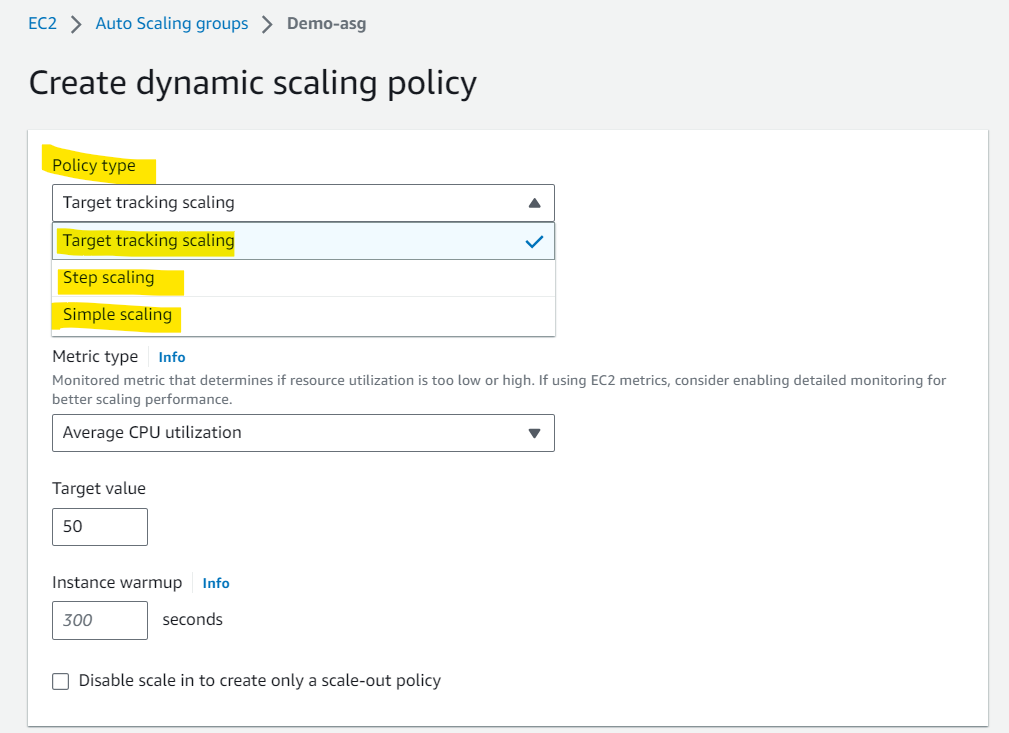 EC2 > Auto Scaling groups > Demo-asg
Create dynamic scaling policy
Policy type
Target tracking scaling
Target tracking scaling
Step scaling
Simple scaling
Metric type Info
Monitored metric that determines if resource utilization is too low or high. If using EC2 metrics, consider enabling detailed monitoring for
better scaling performance.
Average CPU utilization
Target value
50
Instance warmup Info
300 seconds
Disable scale in to create only a scale-out policy